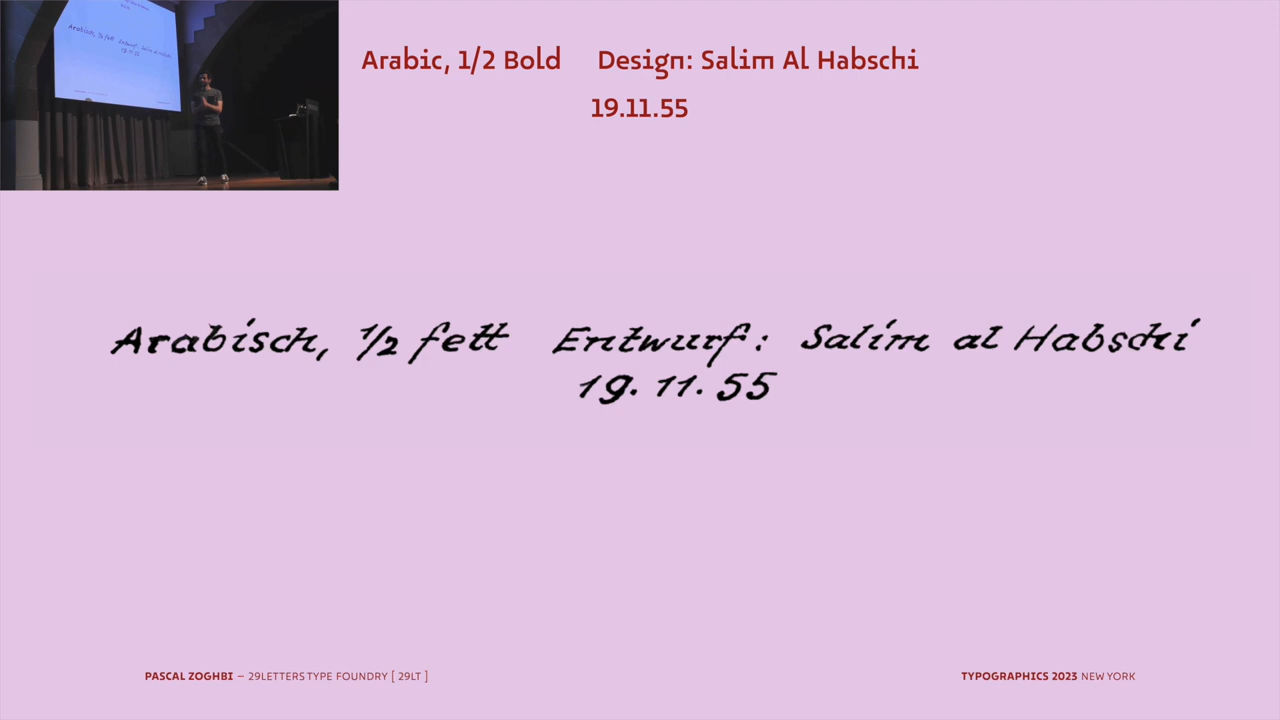 Arabic, 1/2 Bold Design: Salim Al Habschi
19.11.55
Arabisch, 1/2 fett Entwurf: Salim al Habschi
19. 11. 55
PASCAL ZOGHBI – 29LETTERS TYPE FOUNDRY [ 29LT ]
TYPOGRAPHICS 2023 NEW YORK